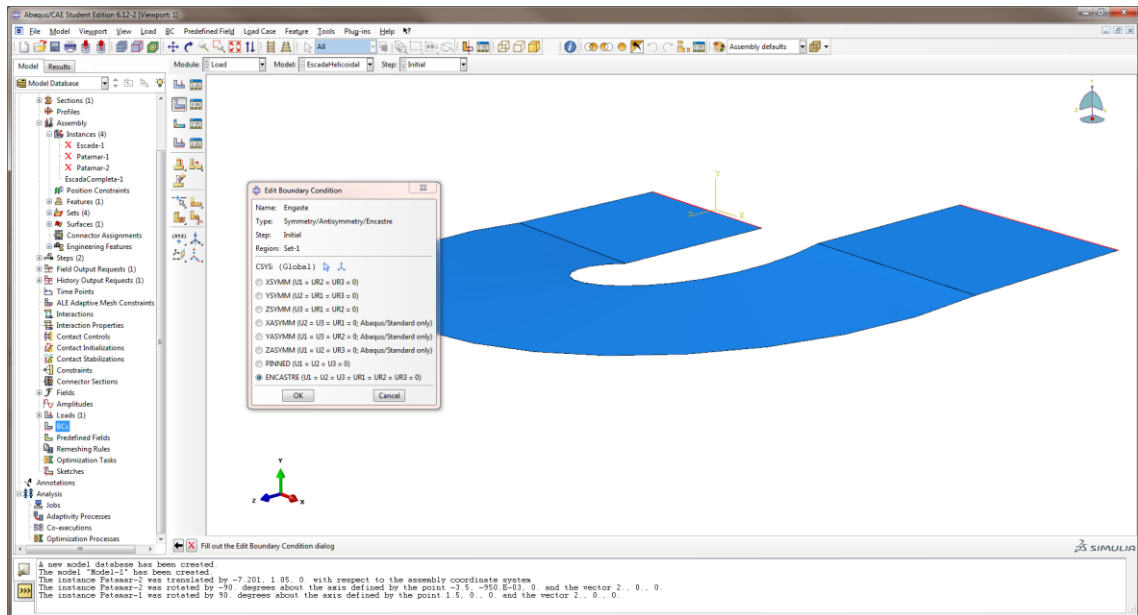 Abaqus/CAE Student Edition 6.12-2 [Viewport: 1]
File Model Viewport View Load BC Predefined Field Load Case Feature Tools Plug-ins Help
All
Assembly defaults
Model Results
Module: Load Model: EscadaHelicoidal Step: Initial
Model Database
Sections (1)
Profiles
Assembly
Instances (4)
Escada-1
Patamar-1
Patamar-2
EscadaCompleta-1
Position Constraints
Features (1)
Sets (4)
Surfaces (1)
Connector Assignments
Engineering Features
Steps (2)
Field Output Requests (1)
History Output Requests (1)
Time Points
ALE Adaptive Mesh Constraints
Interactions
Interaction Properties
Contact Controls
Contact Initializations
Contact Stabilizations
Constraints
Connector Sections
Fields
Amplitudes
Loads (1)
BCs
Predefined Fields
Remeshing Rules
Optimization Tasks
Sketches
Annotations
Analysis
Jobs
Adaptivity Processes
Co-executions
Optimization Processes
Edit Boundary Condition
Name: Engaste
Type: Symmetry/Antisymmetry/Encastre
Step: Initial
Region: Set-1
CSYS: (Global)
XSYMM (U1 = UR2 = UR3 = 0)
YSYMM (U2 = UR1 = UR3 = 0)
ZSYMM (U3 = UR1 = UR2 = 0)
XASYMM (U2 = U3 = UR1 = 0; Abaqus/Standard only)
YASYMM (U1 = U3 = UR2 = 0; Abaqus/Standard only)
ZASYMM (U1 = U2 = UR3 = 0; Abaqus/Standard only)
PINNED (U1 = U2 = U3 = 0)
ENCASTRE (U1 = U2 = U3 = UR1 = UR2 = UR3 = 0)
OK Cancel
Y
Z X
Y
Z X
Fill out the Edit Boundary Condition dialog
SIMULIA
A new model database has been created.
The model "Model-1" has been created.
The instance Patamar-2 was translated by -7.201, 1.05, 0. with respect to the assembly coordinate system
The instance Patamar-2 was rotated by -90. degrees about the axis defined by the point -3.5, -950.E-03, 0. and the vector 2., 0., 0.
The instance Patamar-1 was rotated by 90. degrees about the axis defined by the point 1.5, 0., 0. and the vector 2., 0., 0.